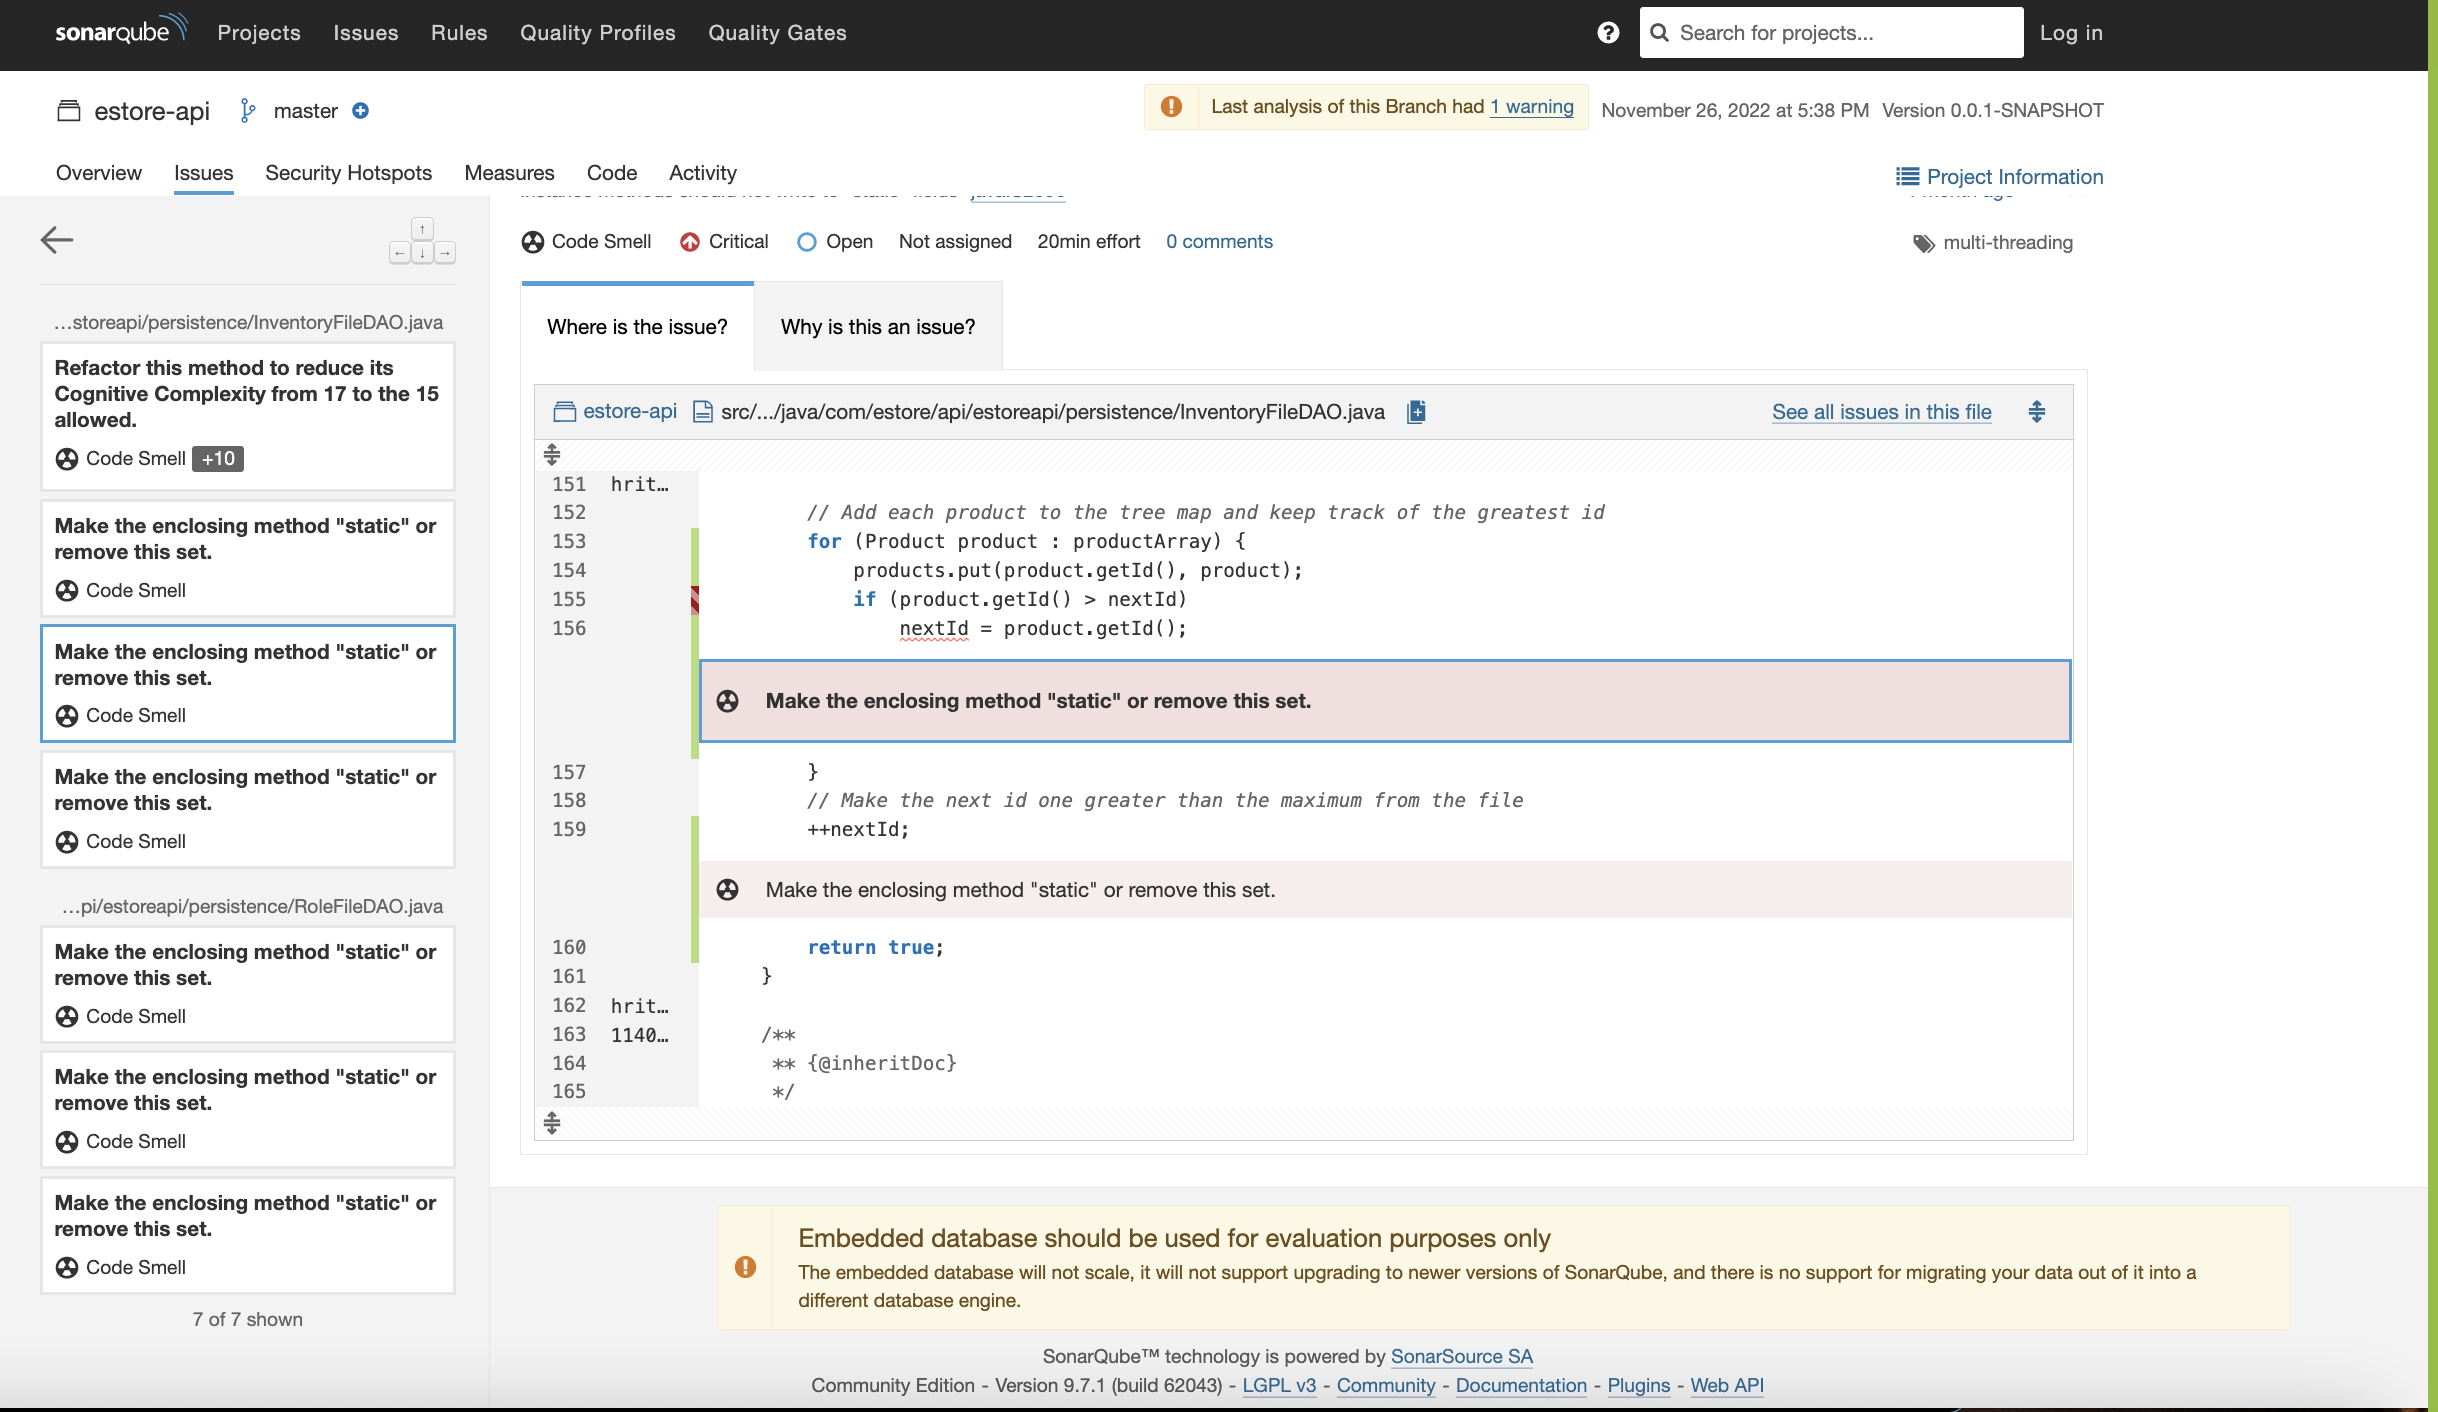 sonarqube Projects Issues Rules Quality Profiles Quality Gates Search for projects... Log in
estore-api master Last analysis of this Branch had 1 warning November 26, 2022 at 5:38 PM Version 0.0.1-SNAPSHOT
Overview Issues Security Hotspots Measures Code Activity Project Information
Code Smell Critical Open Not assigned 20min effort 0 comments multi-threading
Where is the issue? Why is this an issue?
…storeapi/persistence/InventoryFileDAO.java
Refactor this method to reduce its
Cognitive Complexity from 17 to the 15
allowed.
Code Smell +10
Make the enclosing method "static" or
remove this set.
Code Smell
Make the enclosing method "static" or
remove this set.
Code Smell
Make the enclosing method "static" or
remove this set.
Code Smell
…pi/estoreapi/persistence/RoleFileDAO.java
Make the enclosing method "static" or
remove this set.
Code Smell
Make the enclosing method "static" or
remove this set.
Code Smell
Make the enclosing method "static" or
remove this set.
Code Smell
7 of 7 shown
estore-api src/.../java/com/estore/api/estoreapi/persistence/InventoryFileDAO.java See all issues in this file
151 hrit…
152 // Add each product to the tree map and keep track of the greatest id
153 for (Product product : productArray) {
154 products.put(product.getId(), product);
155 if (product.getId() > nextId)
156 nextId = product.getId();
Make the enclosing method "static" or remove this set.
157 }
158 // Make the next id one greater than the maximum from the file
159 ++nextId;
Make the enclosing method "static" or remove this set.
160 return true;
161 }
162 hrit…
163 1140… /**
164 ** {@inheritDoc}
165 */
Embedded database should be used for evaluation purposes only
The embedded database will not scale, it will not support upgrading to newer versions of SonarQube, and there is no support for migrating your data out of it into a
different database engine.
SonarQube™ technology is powered by SonarSource SA
Community Edition - Version 9.7.1 (build 62043) - LGPL v3 - Community - Documentation - Plugins - Web API